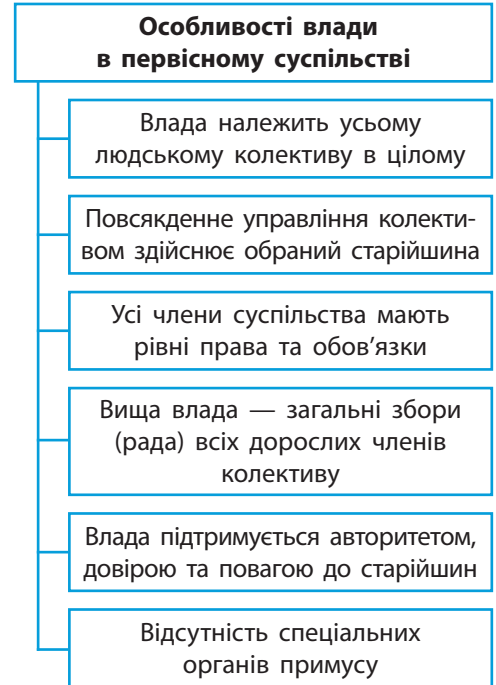 Особливості влади
в первісному суспільстві
Влада належить усьому
людському колективу в цілому
Повсякденне управління колекти-
вом здійснює обраний старійшина
Усі члени суспільства мають
рівні права та обов’язки
Вища влада — загальні збори
(рада) всіх дорослих членів
колективу
Влада підтримується авторитетом,
довірою та повагою до старійшин
Відсутність спеціальних
органів примусу